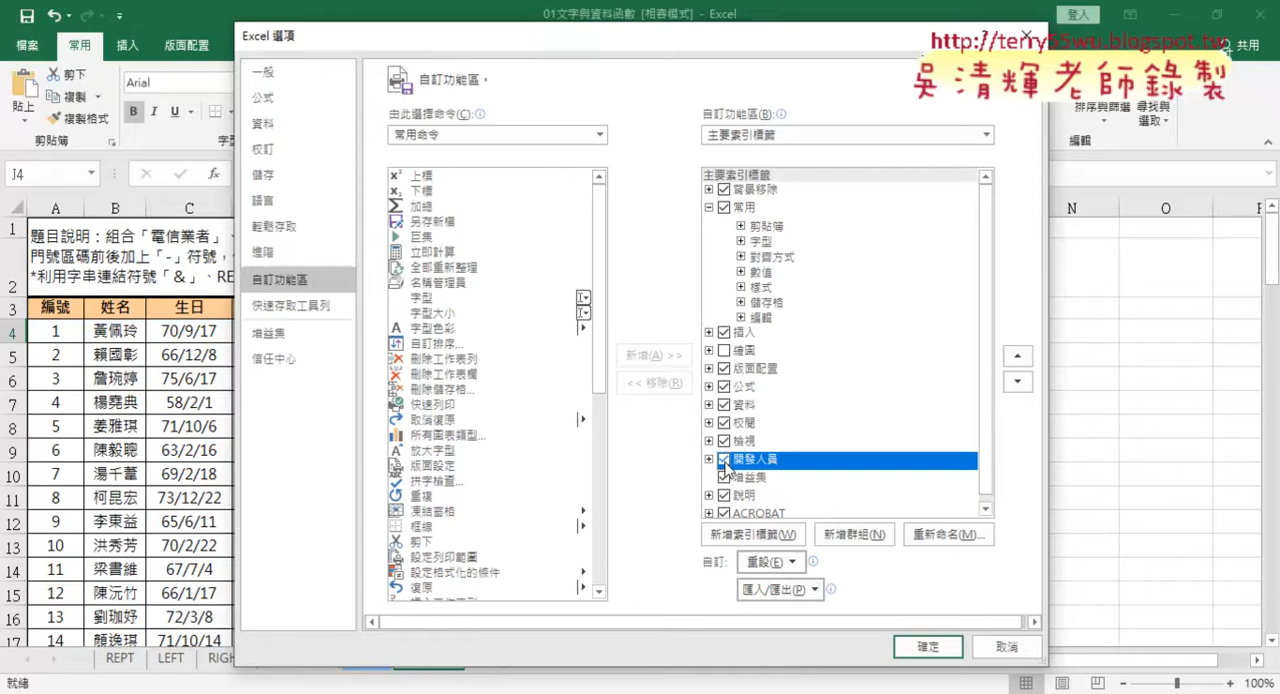 01文字與資料函數 [相容模式] - Excel
登入
檔案
常用
插入
版面配置
共用
http://terry55wu.blogspot.tw
吳清輝老師錄製
貼上
剪下
複製
複製格式
剪貼簿
Arial
B I U
字型
排序與篩選
尋找與
選取
編輯
J4
fx
A B C N O
1
題目說明:組合「電信業者」、
門號區碼前後加上「-」符號,
2
*利用字串連結符號「&」、RE
3 編號 姓名 生日
4 1 黃佩玲 70/9/17
5 2 賴國彰 66/12/8
6 3 詹琬婷 75/6/17
7 4 楊堯典 58/2/1
8 5 姜雅琪 71/10/6
9 6 陳毅聰 63/2/16
10 7 湯千薰 69/2/18
11 8 柯昆宏 73/12/22
12 9 李東益 65/6/11
13 10 洪秀芳 70/2/22
14 11 梁書維 67/7/4
15 12 陳沅竹 66/1/17
16 13 劉珈妤 72/3/8
17 14 顏逸琪 71/10/14
REPT LEFT RIGH
就緒
100%
Excel 選項
一般
公式
資料
校訂
儲存
語言
輕鬆存取
進階
自訂功能區
快速存取工具列
增益集
信任中心
自訂功能區。
由此選擇命令(C):
常用命令
上標
下標
加總
另存新檔
巨集
立即計算
全部重新整理
名稱管理員
字型
字型大小
字型色彩
自訂排序...
刪除工作表列
刪除工作表欄
刪除儲存格...
快速列印
取消復原
所有圖表類型...
放大字型
版面設定
拼字檢查...
重複
凍結窗格
框線
剪下
設定列印範圍
設定格式化的條件
復原
新增(A) >>
<< 移除(R)
自訂功能區(B):
主要索引標籤
主要索引標籤
背景移除
常用
剪貼簿
字型
對齊方式
數值
樣式
儲存格
編輯
插入
繪圖
版面配置
公式
資料
校閱
檢視
開發人員
增益集
說明
ACROBAT
新增索引標籤(W)
新增群組(N)
重新命名(M)...
自訂:
重設(E)
匯入/匯出(P)
確定
取消